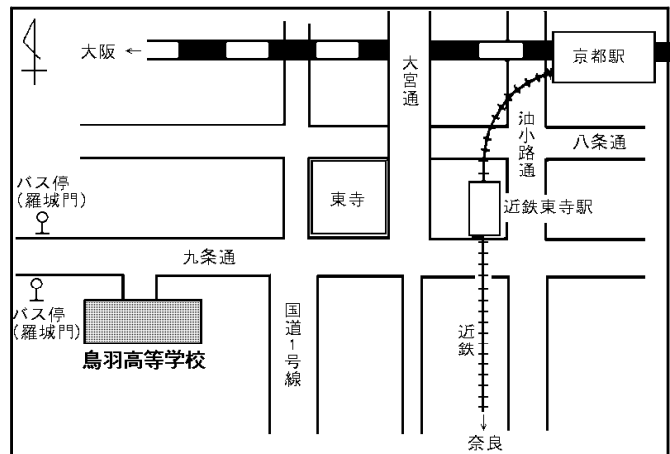 大阪 ←
京都駅
大宮通
油小路通
八条通
バス停
(羅城門)
東寺
近鉄東寺駅
九条通
バス停
(羅城門)
鳥羽高等学校
国道1号線
近鉄
↓
奈良